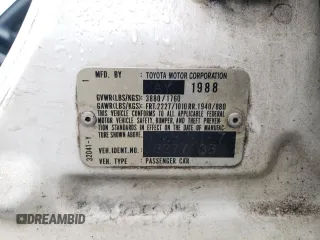 MFD. BY : TOYOTA MOTOR CORPORATION
1988
GVWR(LBS/KGS): 3880/1760
GAWR(LBS/KGS): FRT.2227/1010 RR.1940/880
THIS VEHICLE CONFORMS TO ALL APPLICABLE FEDERAL
MOTOR VEHICLE SAFETY, BUMPER, AND THEFT PREVEN-
TION STANDARDS IN EFFECT ON THE DATE OF MANUFAC-
TURE SHOWN ABOVE.
VEH. IDENT. NO. :
VEH. TYPE : PASSENGER CAR
32041-Y
DREAMBID